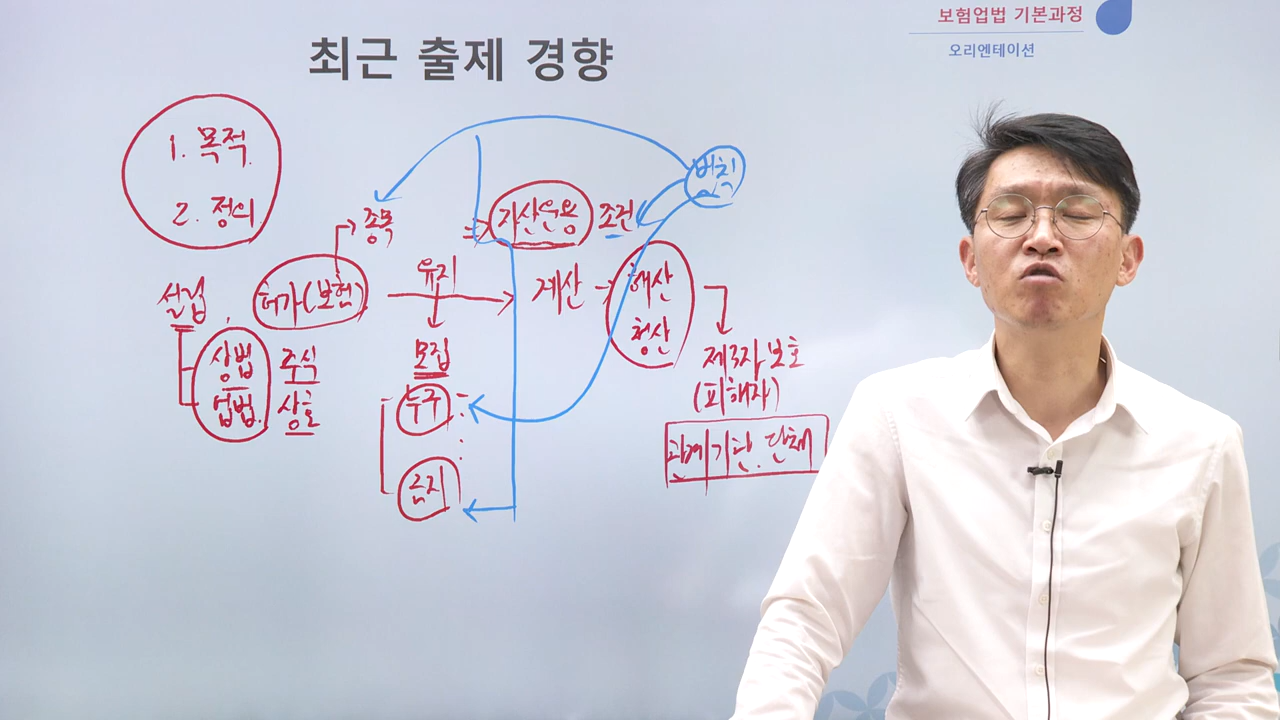 보험업법 기본과정
오리엔테이션
최근 출제 경향
1. 목적
2. 정의
종목
자산운용 조건
벌칙
설립, 허가(보험)
유지
계산
해산
청산
상법 주식
업법. 상호
모집
누구
금지
제3자 보호
(피해자)
관계기관. 단체